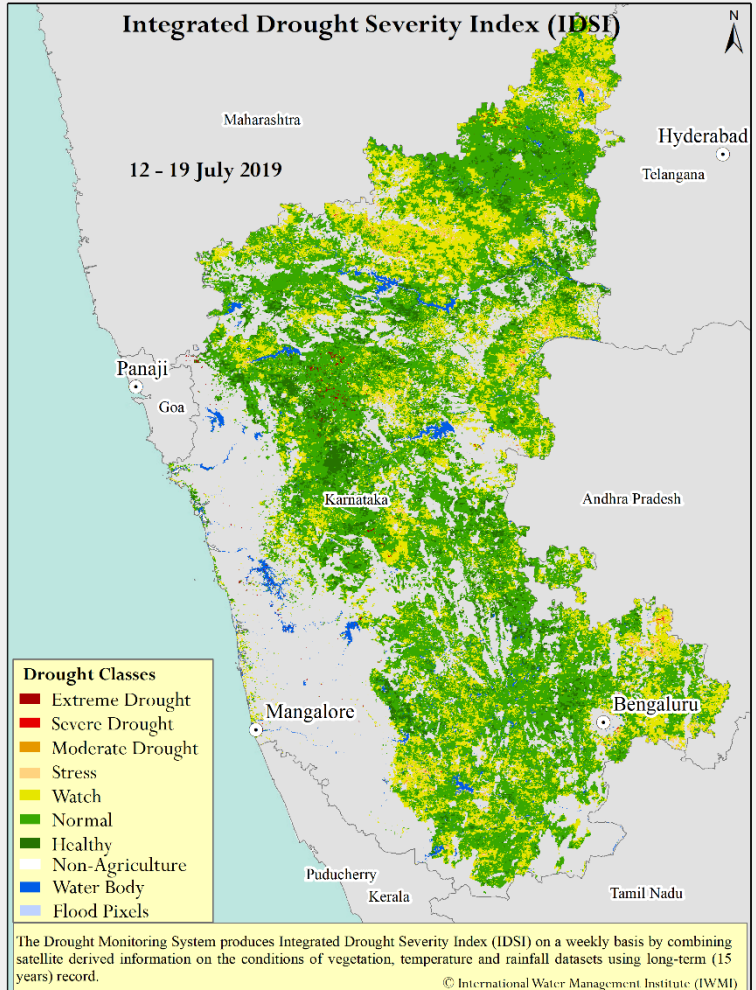 Integrated Drought Severity Index (IDSI)
N
Maharashtra
Hyderabad
12 - 19 July 2019
Telangana
Panaji
Goa
Karnataka
Andhra Pradesh
Drought Classes
Extreme Drought
Severe Drought
Moderate Drought
Stress
Watch
Normal
Healthy
Non-Agriculture
Water Body
Flood Pixels
Mangalore
Bengaluru
Puducherry
Kerala
Tamil Nadu
The Drought Monitoring System produces Integrated Drought Severity Index (IDSI) on a weekly basis by combining
satellite derived information on the conditions of vegetation, temperature and rainfall datasets using long-term (15
years) record.
© International Water Management Institute (IWMI)